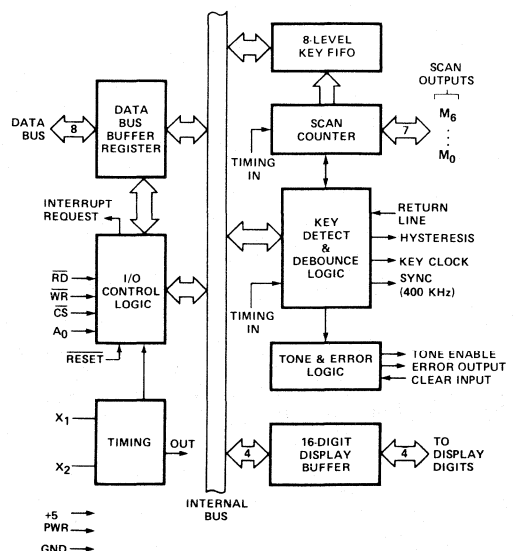 8-LEVEL
KEY FIFO
SCAN
OUTPUTS
DATA
BUS
BUFFER
REGISTER
DATA
BUS
8
SCAN
COUNTER
7
M6
M0
TIMING
IN
INTERRUPT
REQUEST
I/O
CONTROL
LOGIC
RD
WR
CS
A0
RESET
KEY
DETECT
&
DEBOUNCE
LOGIC
RETURN
LINE
HYSTERESIS
KEY CLOCK
SYNC
(400 KHz)
TIMING
IN
TONE & ERROR
LOGIC
TONE ENABLE
ERROR OUTPUT
CLEAR INPUT
X1
X2
TIMING
OUT
4
16-DIGIT
DISPLAY
BUFFER
4
TO
DISPLAY
DIGITS
INTERNAL
BUS
+5
PWR
GND